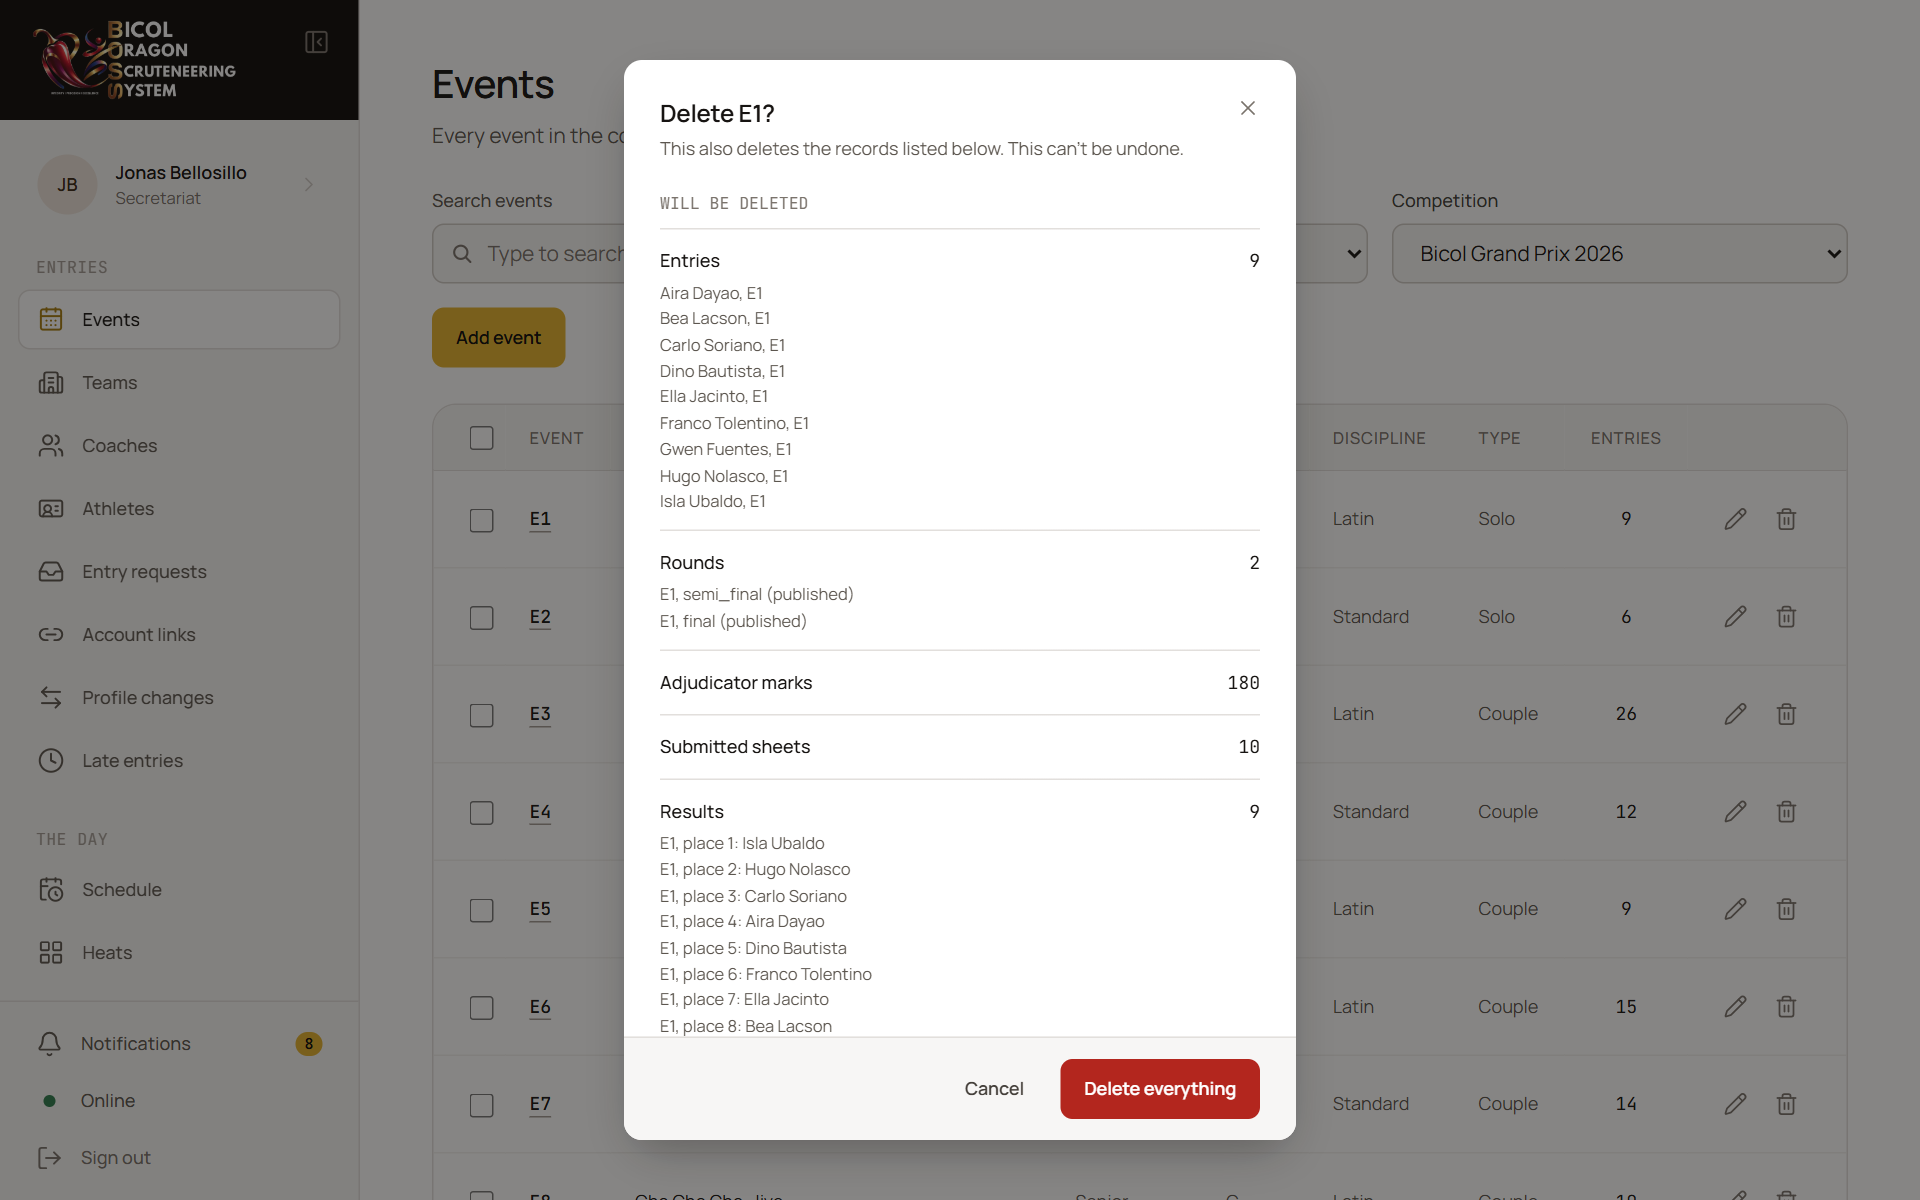 BICOL
DRAGON
SCRUTENEERING
SYSTEM
JB
Jonas Bellosillo
Secretariat
ENTRIES
Events
Teams
Coaches
Athletes
Entry requests
Account links
Profile changes
Late entries
THE DAY
Schedule
Heats
Notifications
8
Online
Sign out
Events
Every event in the co
Search events
Type to search
Competition
Bicol Grand Prix 2026
Add event
EVENT
DISCIPLINE
TYPE
ENTRIES
E1
Latin
Solo
9
E2
Standard
Solo
6
E3
Latin
Couple
26
E4
Standard
Couple
12
E5
Latin
Couple
9
E6
Latin
Couple
15
E7
Standard
Couple
14
Delete E1?
This also deletes the records listed below. This can't be undone.
WILL BE DELETED
Entries 9
Aira Dayao, E1
Bea Lacson, E1
Carlo Soriano, E1
Dino Bautista, E1
Ella Jacinto, E1
Franco Tolentino, E1
Gwen Fuentes, E1
Hugo Nolasco, E1
Isla Ubaldo, E1
Rounds 2
E1, semi_final (published)
E1, final (published)
Adjudicator marks 180
Submitted sheets 10
Results 9
E1, place 1: Isla Ubaldo
E1, place 2: Hugo Nolasco
E1, place 3: Carlo Soriano
E1, place 4: Aira Dayao
E1, place 5: Dino Bautista
E1, place 6: Franco Tolentino
E1, place 7: Ella Jacinto
E1, place 8: Bea Lacson
Cancel
Delete everything